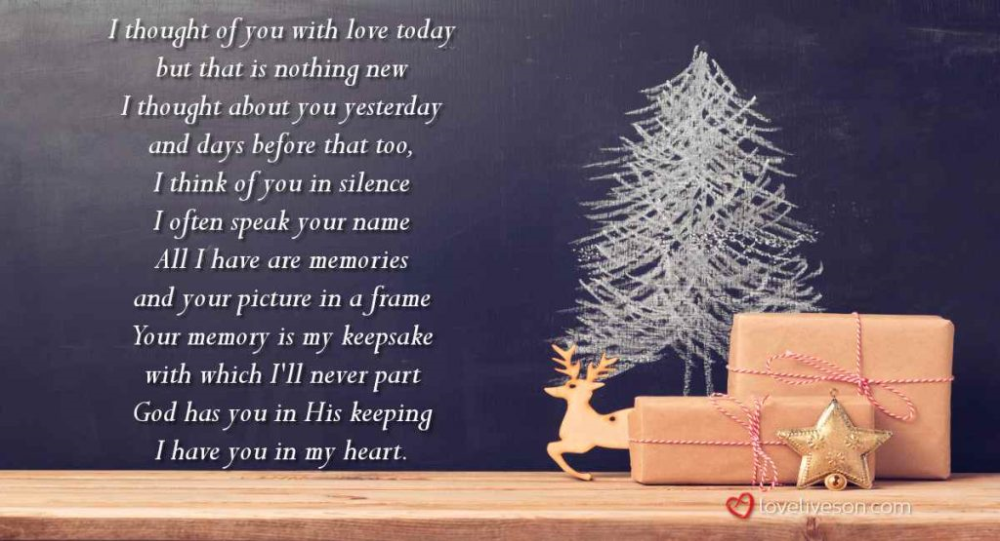 I thought of you with love today
but that is nothing new
I thought about you yesterday
and days before that too,
I think of you in silence
I often speak your name
All I have are memories
and your picture in a frame
Your memory is my keepsake
with which I'll never part
God has you in His keeping
I have you in my heart.
loveliveson.com